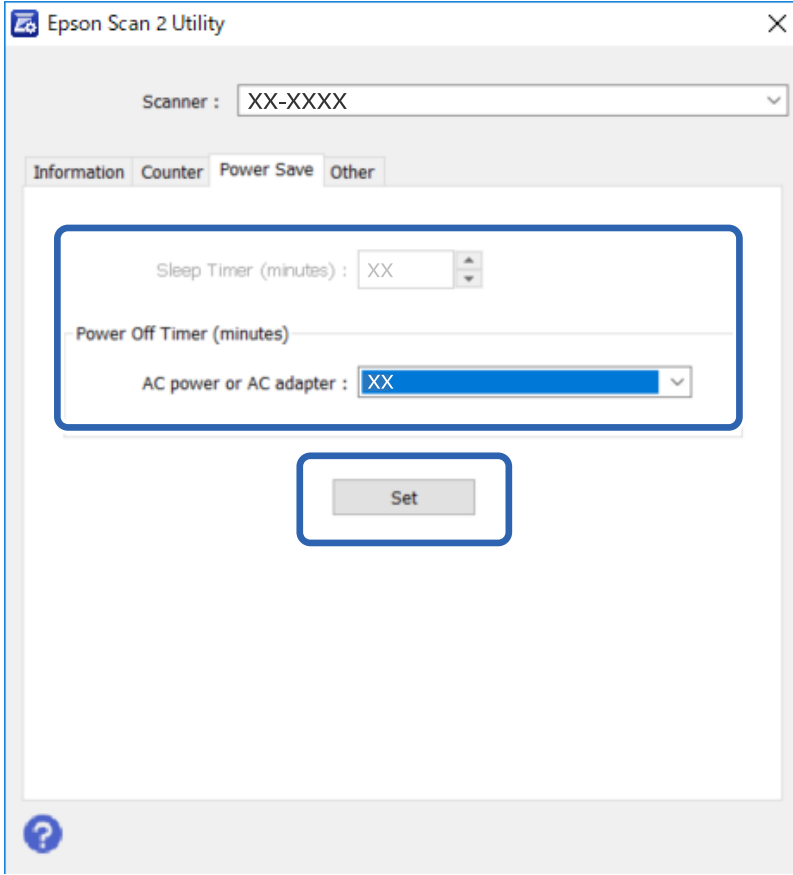 Epson Scan 2 Utility
Scanner : XX-XXXX
Information Counter Power Save Other
Sleep Timer (minutes) : XX
Power Off Timer (minutes)
AC power or AC adapter : XX
Set
?